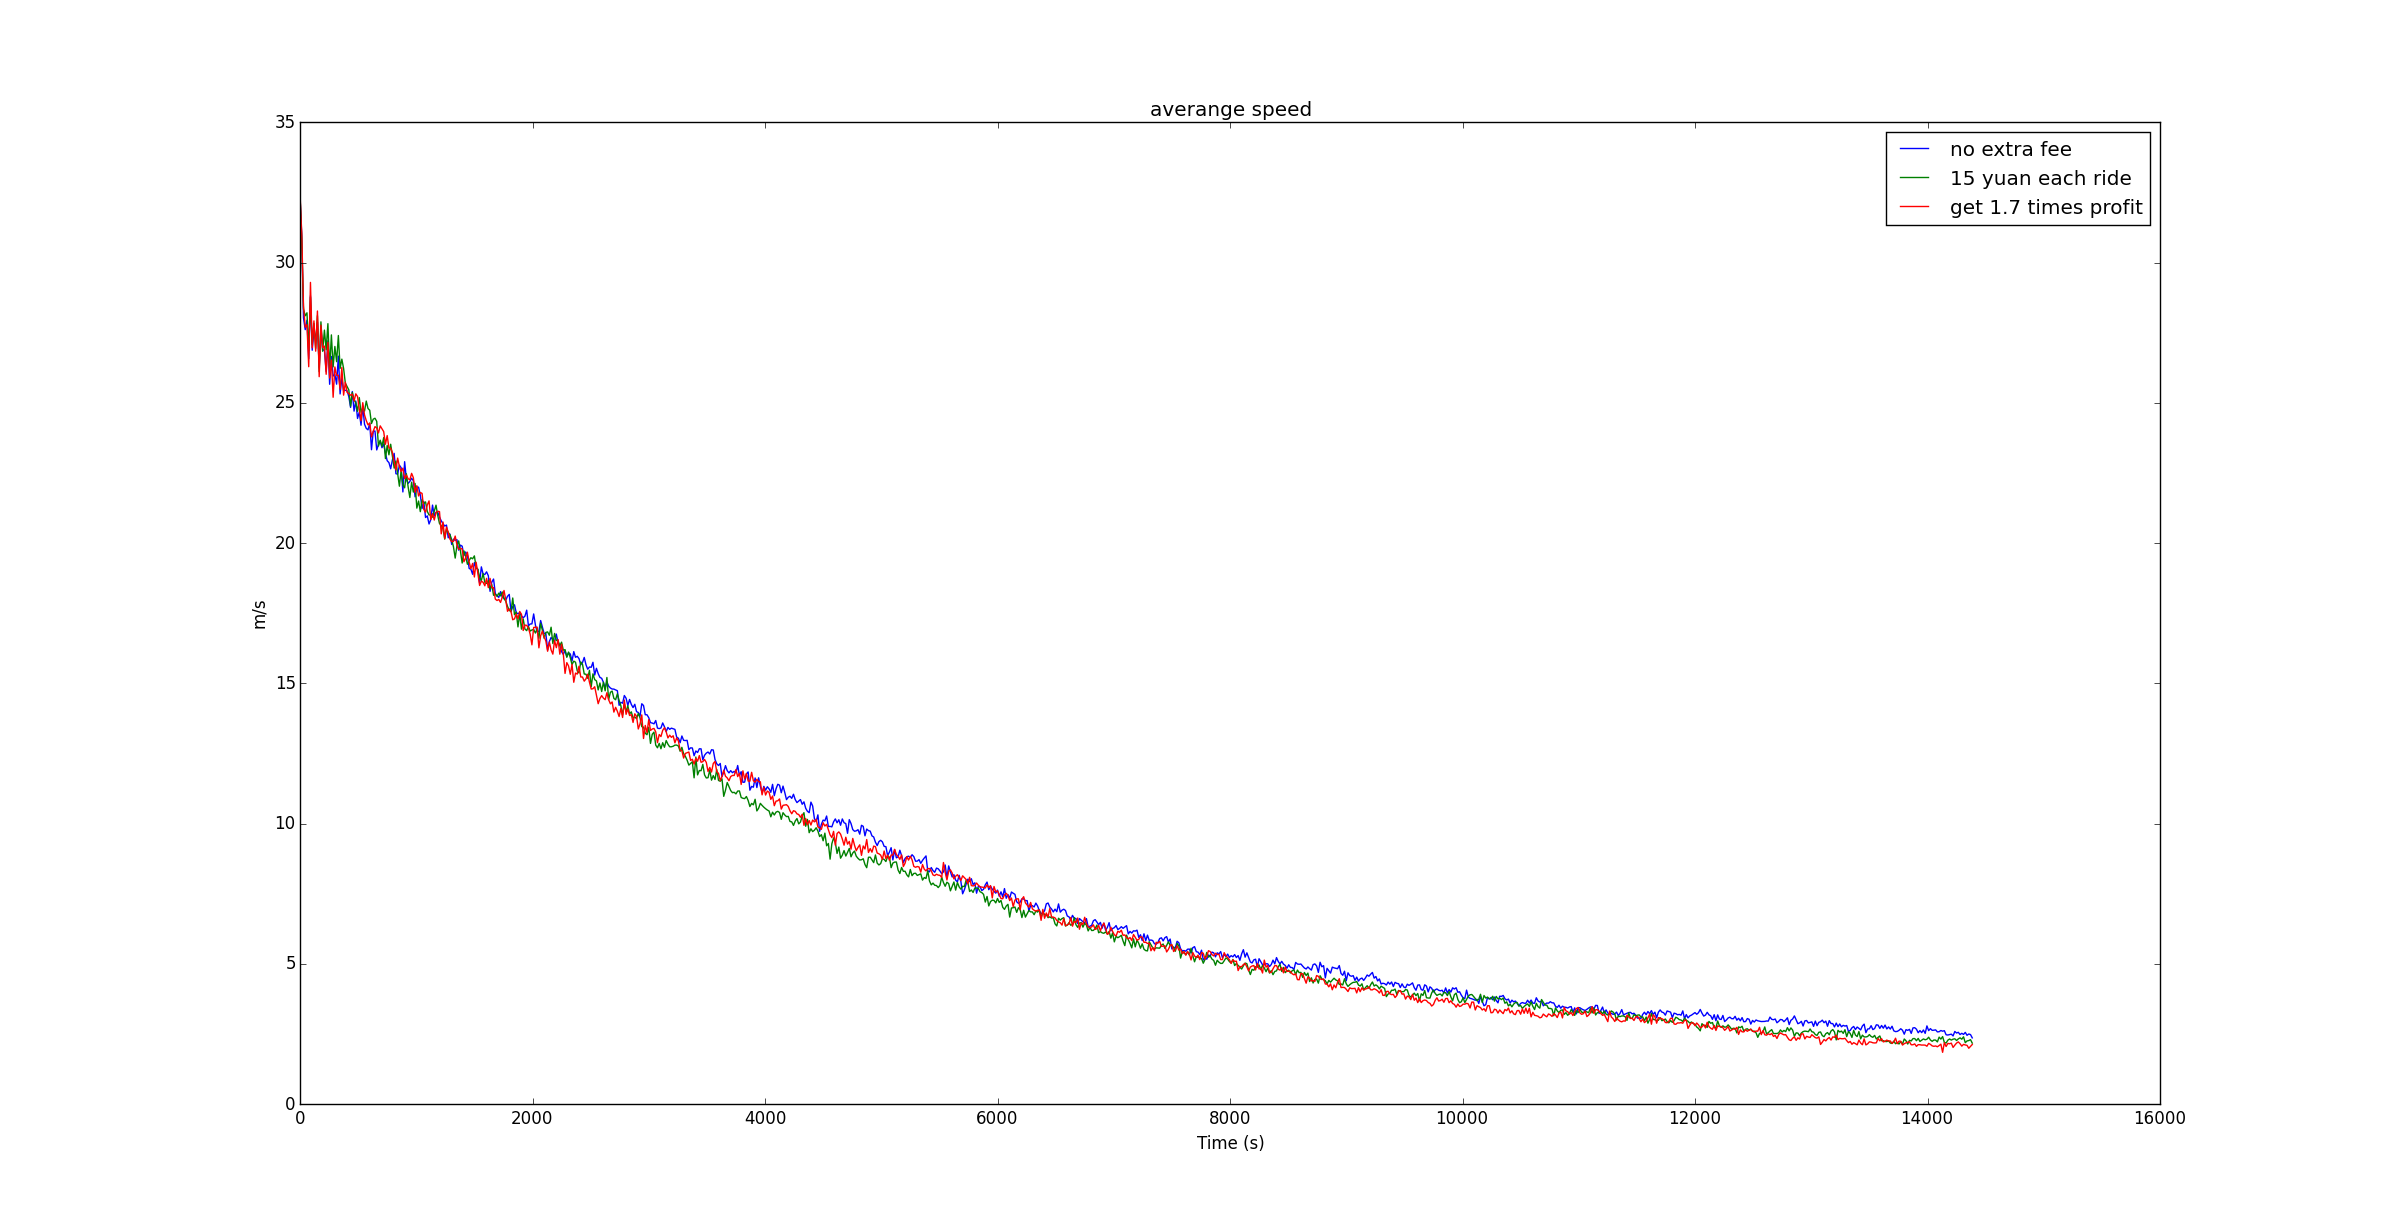 averange speed
35
30
25
20
15
10
5
0
m/s
no extra fee
15 yuan each ride
get 1.7 times profit
0 2000 4000 6000 8000 10000 12000 14000 16000
Time (s)